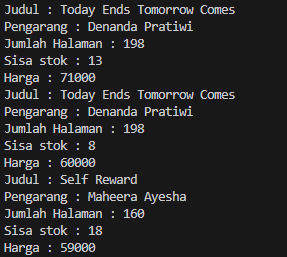 Judul : Today Ends Tomorrow Comes
Pengarang : Denanda Pratiwi
Jumlah Halaman : 198
Sisa stok : 13
Harga : 71000
Judul : Today Ends Tomorrow Comes
Pengarang : Denanda Pratiwi
Jumlah Halaman : 198
Sisa stok : 8
Harga : 60000
Judul : Self Reward
Pengarang : Maheera Ayesha
Jumlah Halaman : 160
Sisa stok : 18
Harga : 59000